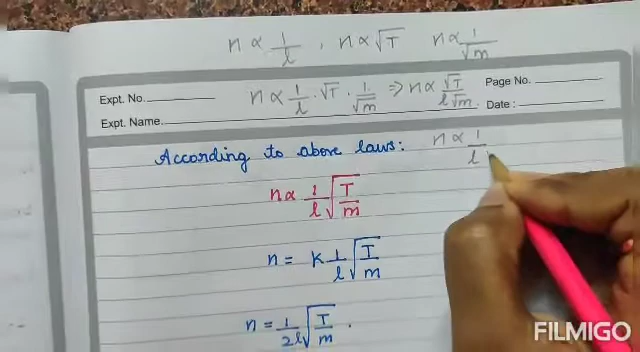 n ∝ 1/l , n ∝ √T n ∝ 1/√m
Expt. No. n ∝ 1/l · √T · 1/√m ⇒ n ∝ √T/l√m Page No.
Expt. Name Date :
According to above laws: n ∝ 1/l
n ∝ 1/l √T/m
n = K 1/l √T/m
n = 1/2l √T/m .
FILMIGO